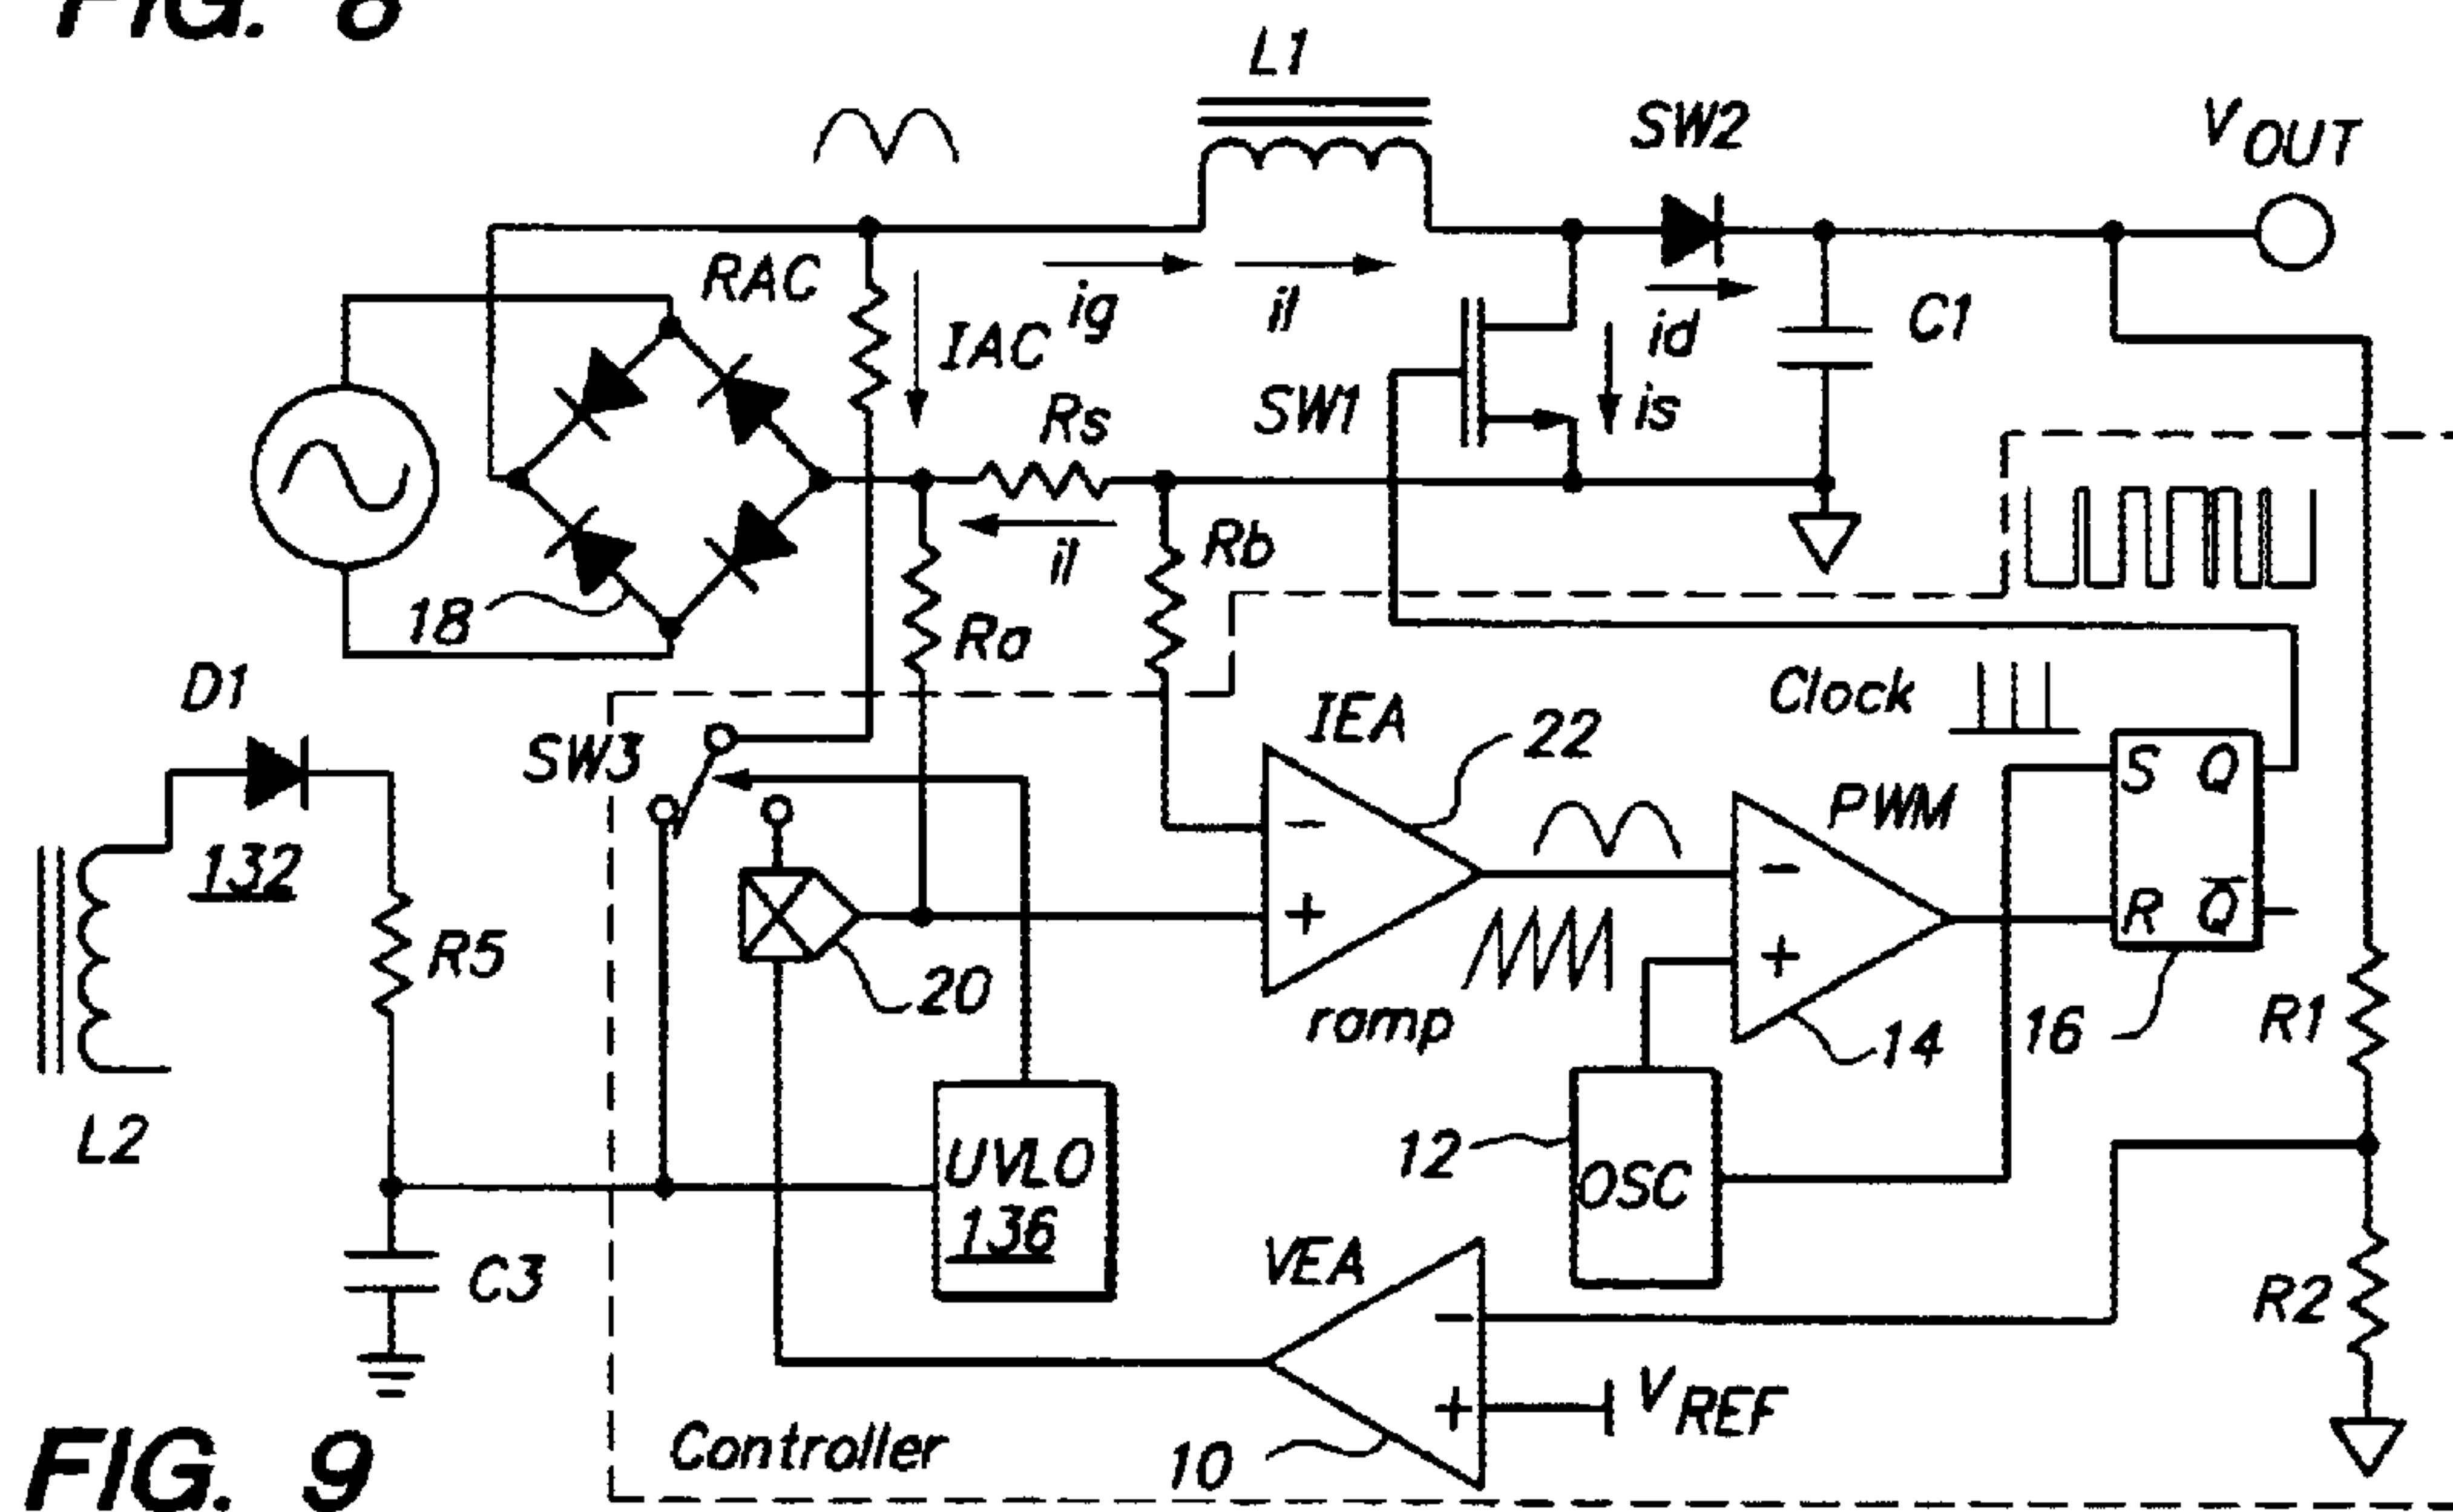 FIG. 8
L1
SW2
VOUT
RAC
IAC
ig
il
id
C1
SW1
is
Rs
il
Rb
18
Ra
D1
SW3
IEA
22
Clock
PWM
S Q
132
R5
20
ramp
R Q
14
16
R1
L2
UVLO
136
12
OSC
C3
VEA
R2
VREF
Controller
10
FIG. 9
- + - + - +